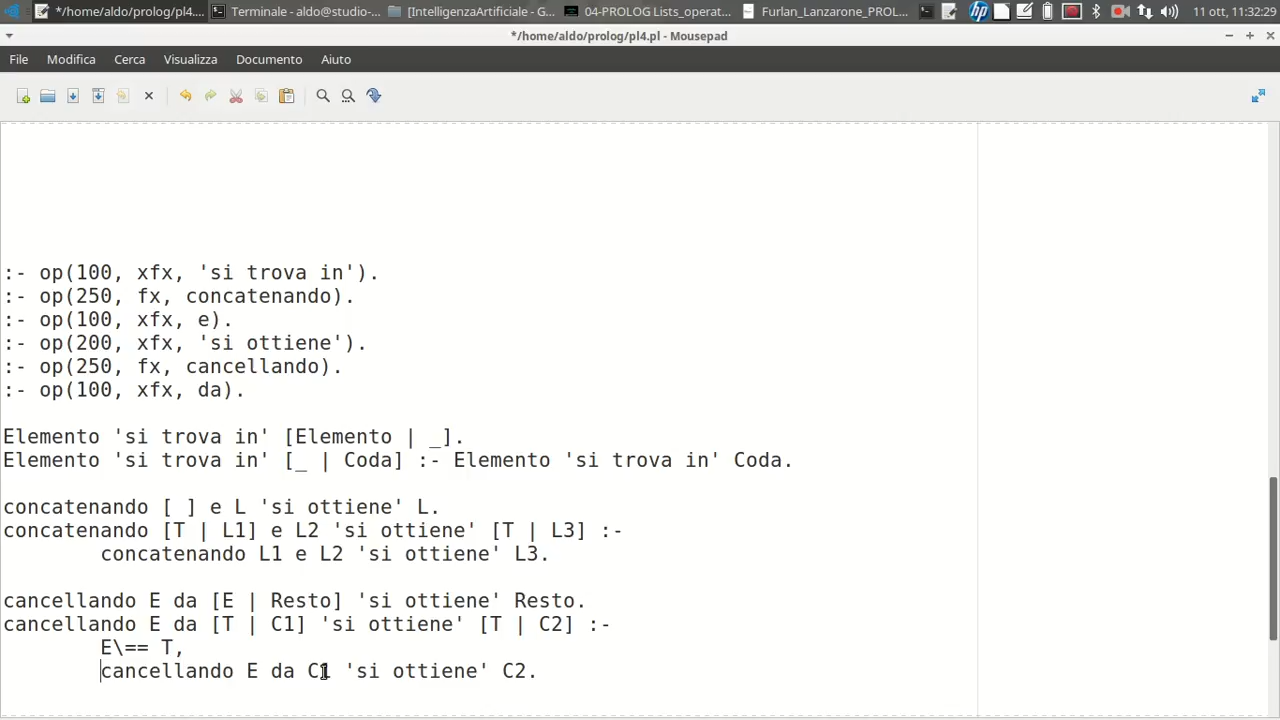 */home/aldo/prolog/pl4.... Terminale - aldo@studio-... [IntelligenzaArtificiale - G... 04-PROLOG Lists_operat... Furlan_Lanzarone_PROL... 11 ott, 11:32:29
*/home/aldo/prolog/pl4.pl - Mousepad
File Modifica Cerca Visualizza Documento Aiuto
:- op(100, xfx, 'si trova in').
:- op(250, fx, concatenando).
:- op(100, xfx, e).
:- op(200, xfx, 'si ottiene').
:- op(250, fx, cancellando).
:- op(100, xfx, da).
Elemento 'si trova in' [Elemento | _].
Elemento 'si trova in' [_ | Coda] :- Elemento 'si trova in' Coda.
concatenando [ ] e L 'si ottiene' L.
concatenando [T | L1] e L2 'si ottiene' [T | L3] :-
concatenando L1 e L2 'si ottiene' L3.
cancellando E da [E | Resto] 'si ottiene' Resto.
cancellando E da [T | C1] 'si ottiene' [T | C2] :-
E\== T,
cancellando E da C1 'si ottiene' C2.